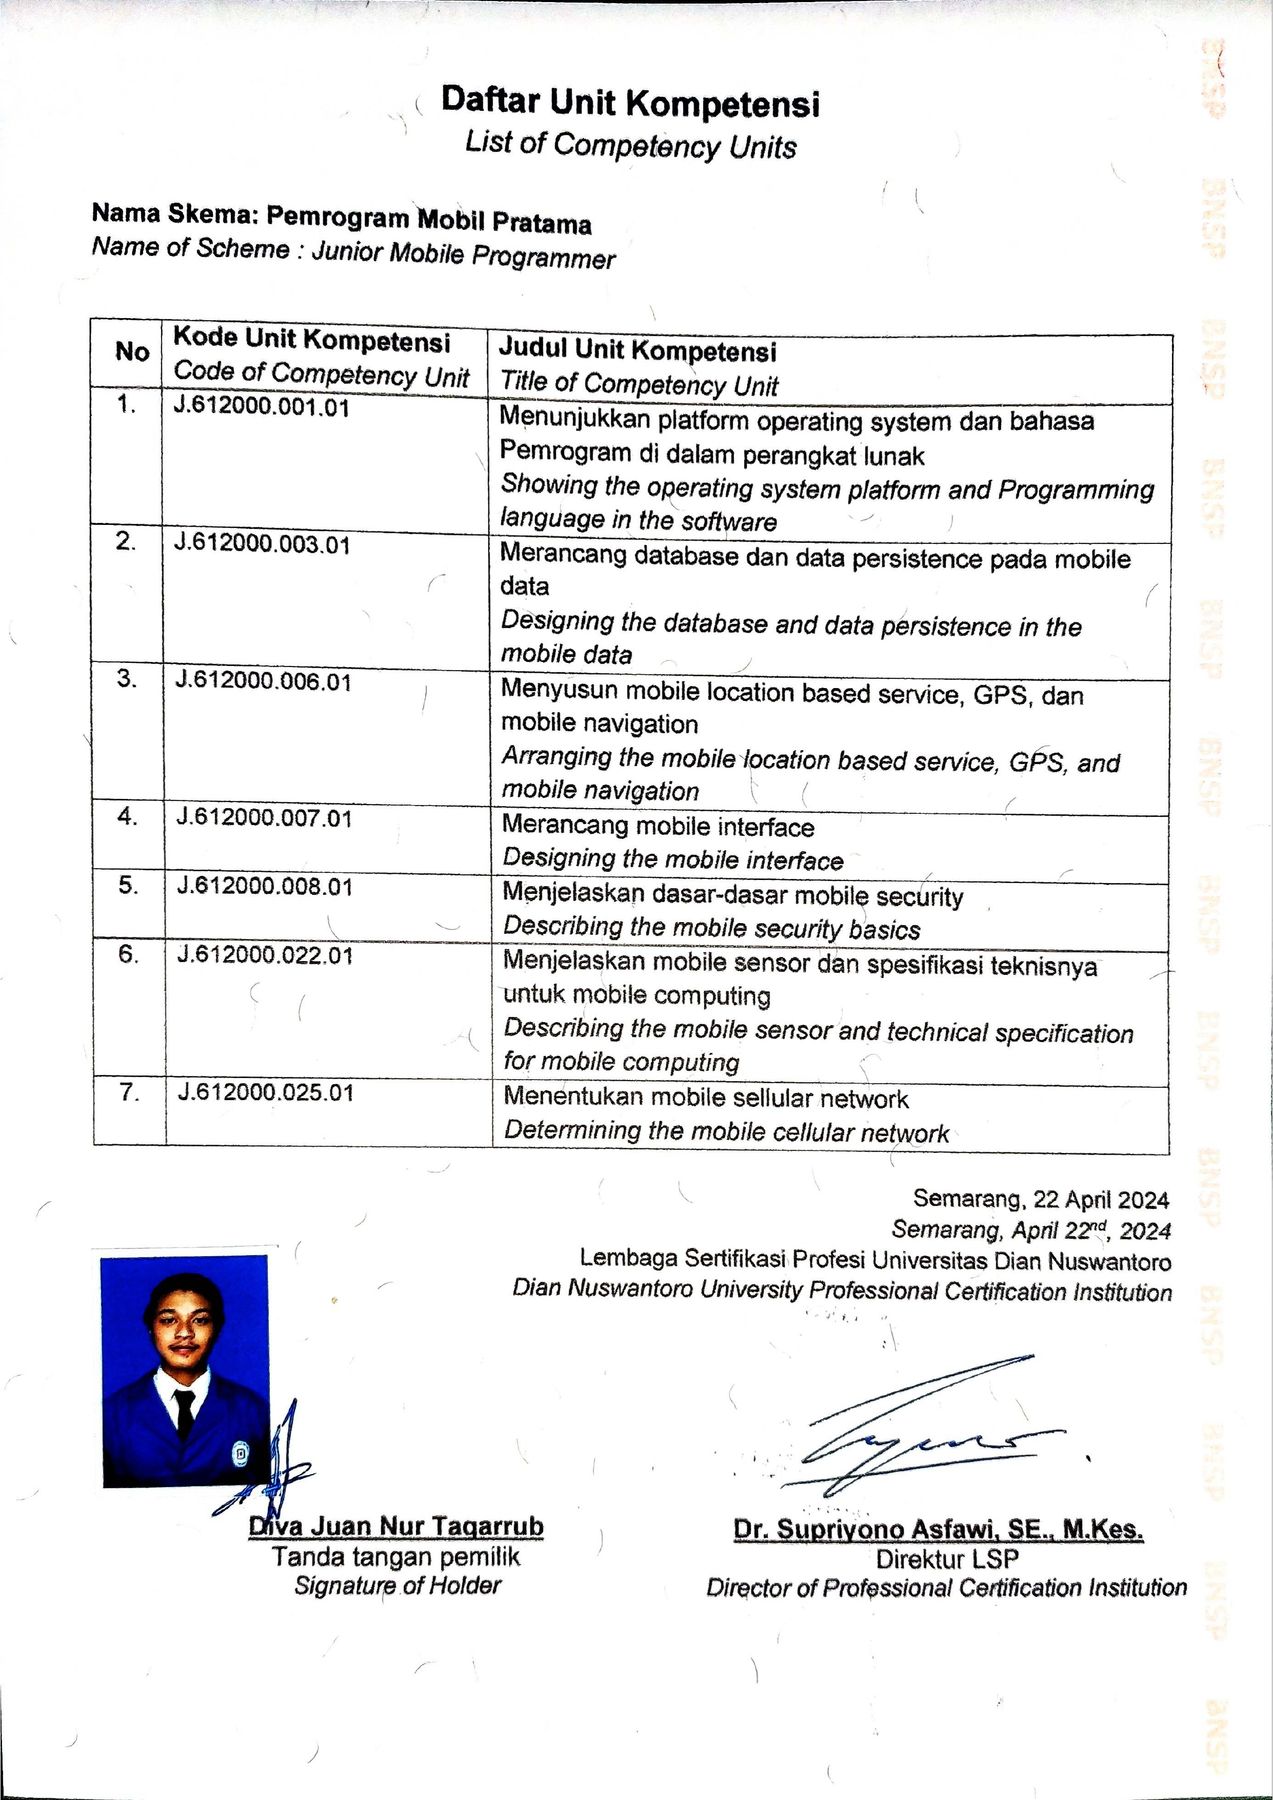 Daftar Unit Kompetensi
List of Competency Units
Nama Skema: Pemrogram Mobil Pratama
Name of Scheme : Junior Mobile Programmer
No
Kode Unit Kompetensi
Code of Competency Unit
Judul Unit Kompetensi
Title of Competency Unit
1.
J.612000.001.01
Menunjukkan platform operating system dan bahasa
Pemrogram di dalam perangkat lunak
Showing the operating system platform and Programming
language in the software
2.
J.612000.003.01
Merancang database dan data persistence pada mobile
data
Designing the database and data persistence in the
mobile data
3.
J.612000.006.01
Menyusun mobile location based service, GPS, dan
mobile navigation
Arranging the mobile location based service, GPS, and
mobile navigation
4.
J.612000.007.01
Merancang mobile interface
Designing the mobile interface
5.
J.612000.008.01
Menjelaskan dasar-dasar mobile security
Describing the mobile security basics
6.
J.612000.022.01
Menjelaskan mobile sensor dan spesifikasi teknisnya
untuk mobile computing
Describing the mobile sensor and technical specification
for mobile computing
7.
J.612000.025.01
Menentukan mobile sellular network
Determining the mobile cellular network
Semarang, 22 April 2024
Semarang, April 22nd, 2024
Lembaga Sertifikasi Profesi Universitas Dian Nuswantoro
Dian Nuswantoro University Professional Certification Institution
Diva Juan Nur Taqarrub
Tanda tangan pemilik
Signature of Holder
Dr. Supriyono Asfawi, SE., M.Kes.
Direktur LSP
Director of Professional Certification Institution
BNSP
BNSP
BNSP
BNSP
BNSP
BNSP
BNSP
BNSP
BNSP
BNSP
BNSP
BNSP
BNSP